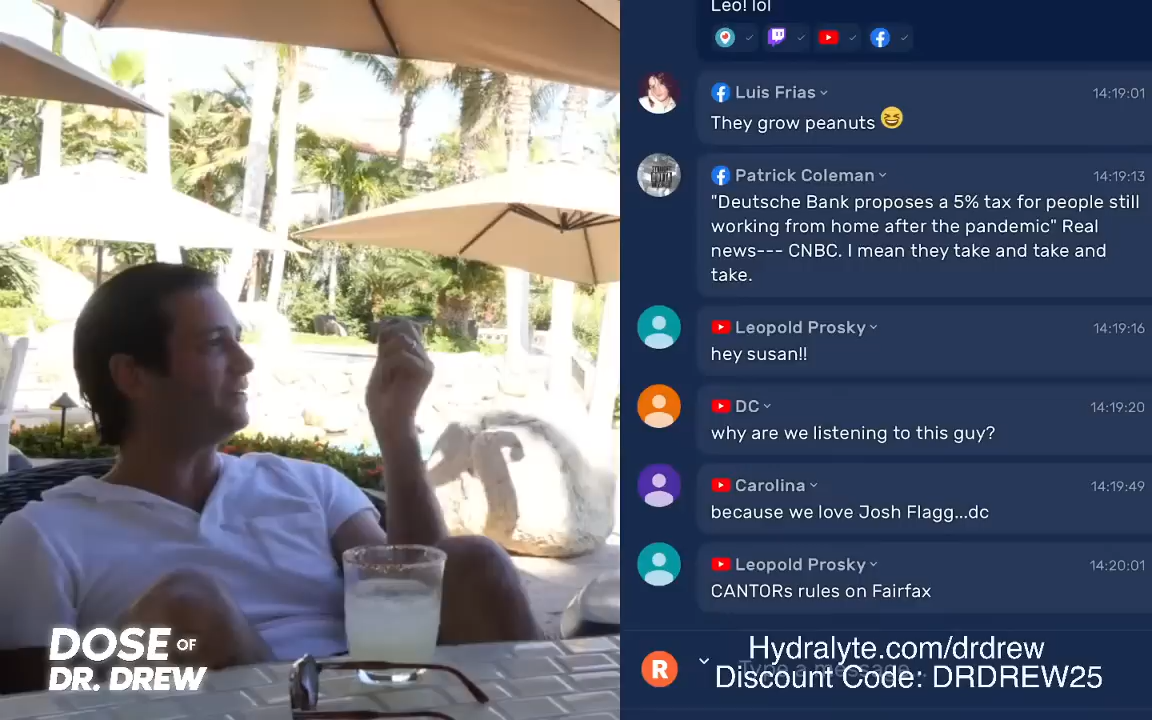 Leo! lol
Luis Frias
14:19:01
They grow peanuts
Patrick Coleman
14:19:13
"Deutsche Bank proposes a 5% tax for people still
working from home after the pandemic" Real
news--- CNBC. I mean they take and take and
take.
Leopold Prosky
14:19:16
hey susan!!
DC
14:19:20
why are we listening to this guy?
Carolina
14:19:49
because we love Josh Flagg...dc
Leopold Prosky
14:20:01
CANTORs rules on Fairfax
R
Type a message...
Hydralyte.com/drdrew
Discount Code: DRDREW25
DOSE OF
DR. DREW